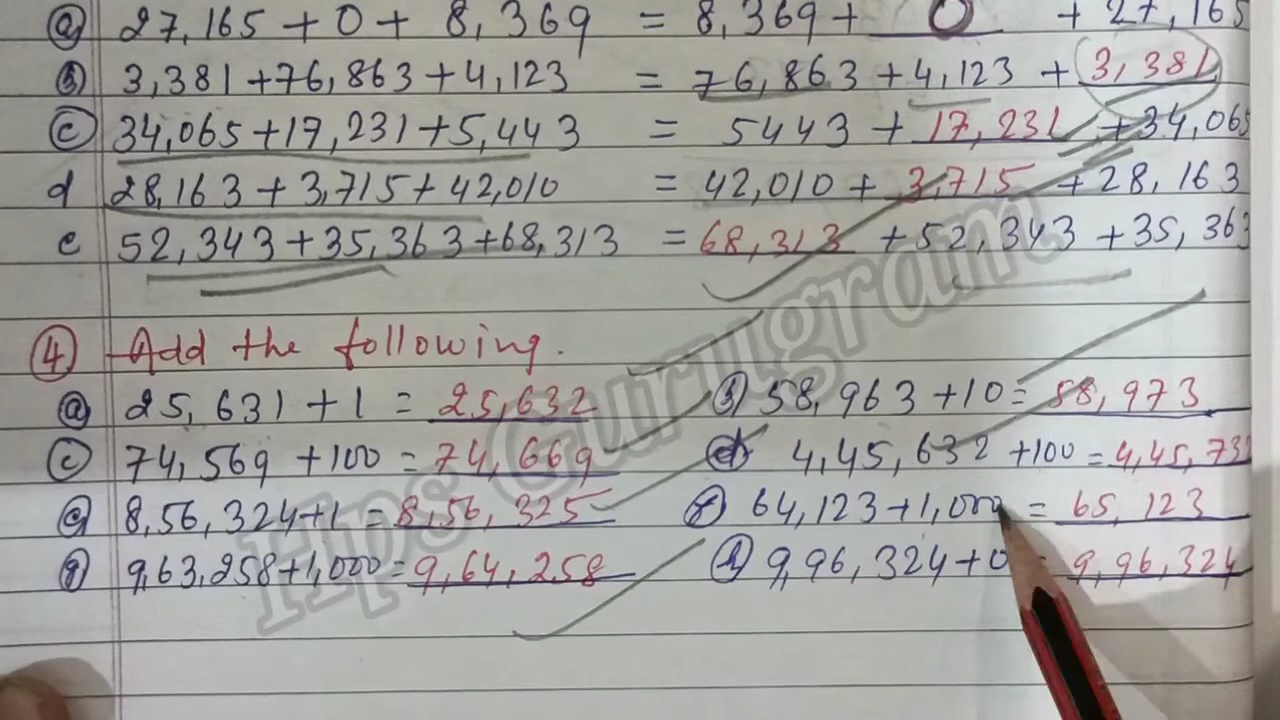 ⓐ 27,165 + 0 + 8,369 = 8,369 + 0 + 27,165
ⓑ 3,381 + 76,863 + 4,123 = 76,863 + 4,123 + 3,381
ⓒ 34,065 + 17,231 + 5,443 = 5443 + 17,231 + 34,065
d 28,163 + 3,715 + 42,010 = 42,010 + 3,715 + 28,163
e 52,343 + 35,363 + 68,313 = 68,313 + 52,343 + 35,363
④ Add the following.
ⓐ 25,631 + 1 = 25,632 ⓑ 58,963 + 10 = 58,973
ⓒ 74,569 + 100 = 74,669 ⓓ 4,45,632 + 100 = 4,45,732
ⓔ 8,56,324 + 1 = 8,56,325 ⓕ 64,123 + 1,000 = 65,123
ⓖ 9,63,258 + 1,000 = 9,64,258 ⓗ 9,96,324 + 0 = 9,96,324
Hps Gurugram